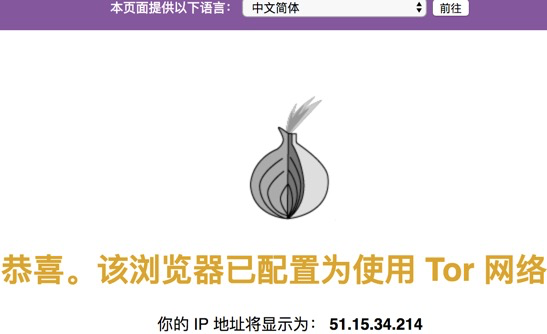 本页面提供以下语言： 中文简体 前往
恭喜。该浏览器已配置为使用 Tor 网络
你的 IP 地址将显示为： 51.15.34.214